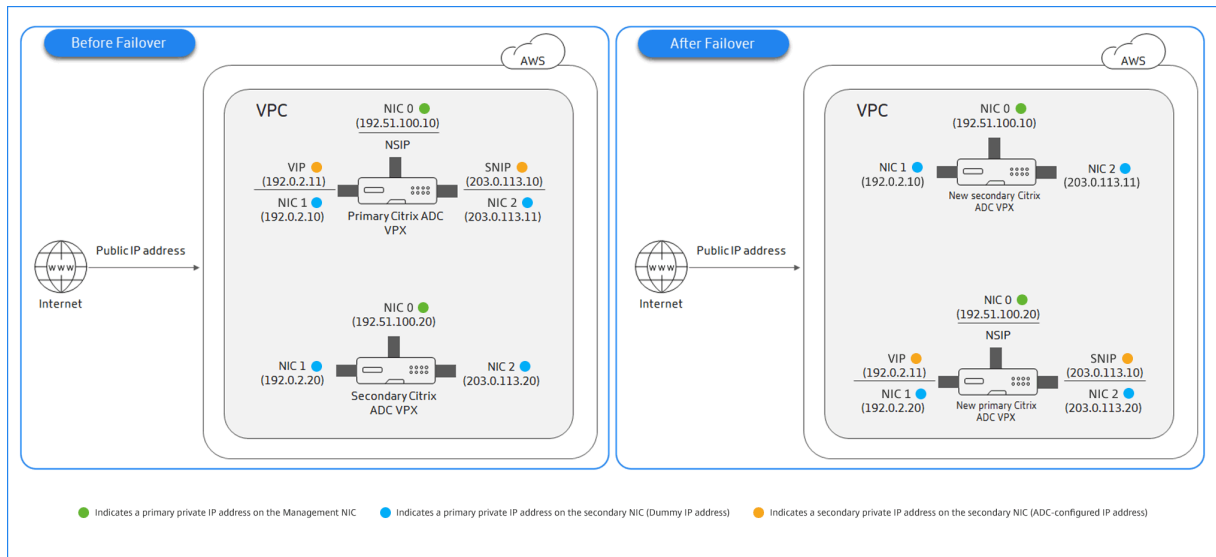 Before Failover
AWS
VPC
NIC 0
(192.51.100.10)
NSIP
VIP
(192.0.2.11)
NIC 1
(192.0.2.10)
SNIP
(203.0.113.10)
NIC 2
(203.0.113.11)
Primary Citrix ADC
VPX
Public IP address
WWW
Internet
NIC 0
(192.51.100.20)
NIC 1
(192.0.2.20)
NIC 2
(203.0.113.20)
Secondary Citrix
ADC VPX
After Failover
AWS
VPC
NIC 0
(192.51.100.10)
NIC 1
(192.0.2.10)
NIC 2
(203.0.113.11)
New secondary Citrix
ADC VPX
Public IP address
WWW
Internet
NIC 0
(192.51.100.20)
NSIP
VIP
(192.0.2.11)
NIC 1
(192.0.2.20)
SNIP
(203.0.113.10)
NIC 2
(203.0.113.20)
New primary Citrix
ADC VPX
Indicates a primary private IP address on the Management NIC
Indicates a primary private IP address on the secondary NIC (Dummy IP address)
Indicates a secondary private IP address on the secondary NIC (ADC-configured IP address)